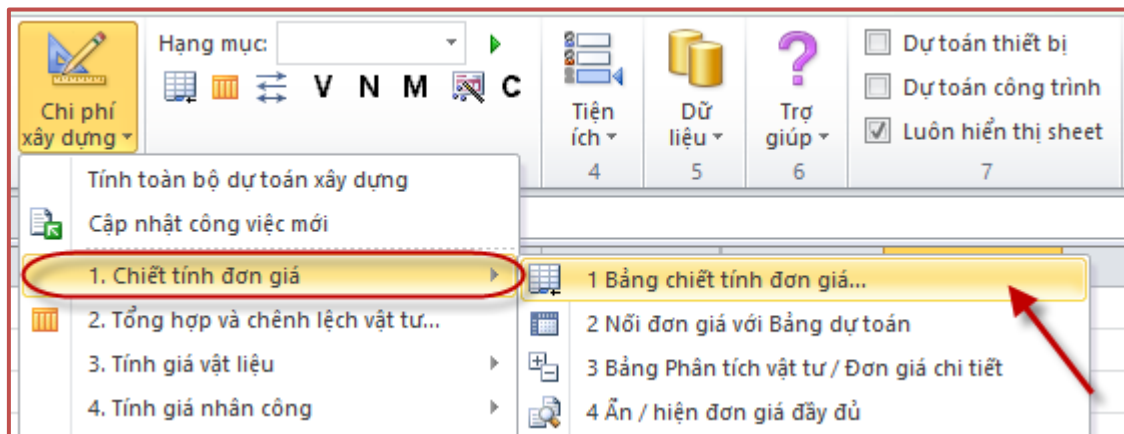 Chi phí
xây dựng
Hạng mục:
V N M C
Tiện
ích
4
Dữ
liệu
5
Trợ
giúp
6
Dự toán thiết bị
Dự toán công trình
Luôn hiển thị sheet
7
Tính toàn bộ dự toán xây dựng
Cập nhật công việc mới
1. Chiết tính đơn giá
2. Tổng hợp và chênh lệch vật tư...
3. Tính giá vật liệu
4. Tính giá nhân công
1 Bảng chiết tính đơn giá...
2 Nối đơn giá với Bảng dự toán
3 Bảng Phân tích vật tư / Đơn giá chi tiết
4 Ẩn / hiện đơn giá đầy đủ